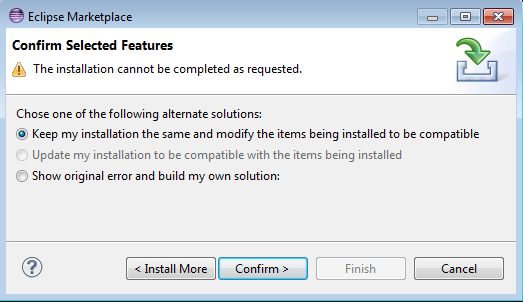 Eclipse Marketplace
Confirm Selected Features
The installation cannot be completed as requested.
Chose one of the following alternate solutions:
Keep my installation the same and modify the items being installed to be compatible
Update my installation to be compatible with the items being installed
Show original error and build my own solution:
? < Install More Confirm > Finish Cancel